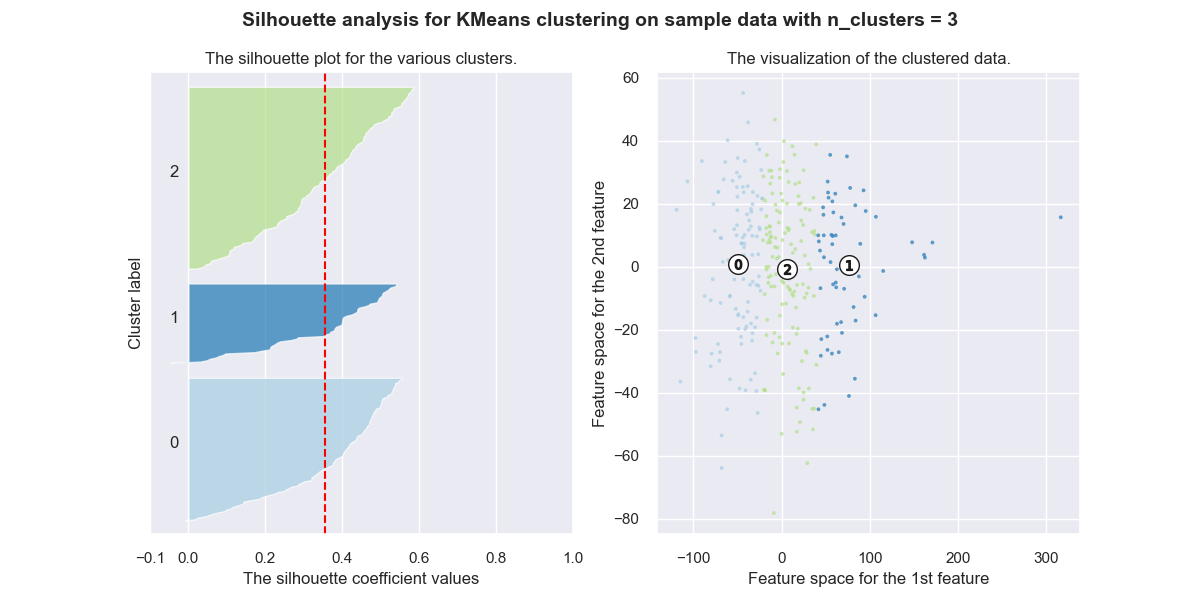 Silhouette analysis for KMeans clustering on sample data with n_clusters = 3
The silhouette plot for the various clusters.
Cluster label
2
1
0
−0.1 0.0 0.2 0.4 0.6 0.8 1.0
The silhouette coefficient values
The visualization of the clustered data.
Feature space for the 2nd feature
60
40
20
0
−20
−40
−60
−80
0 2 1
−100 0 100 200 300
Feature space for the 1st feature